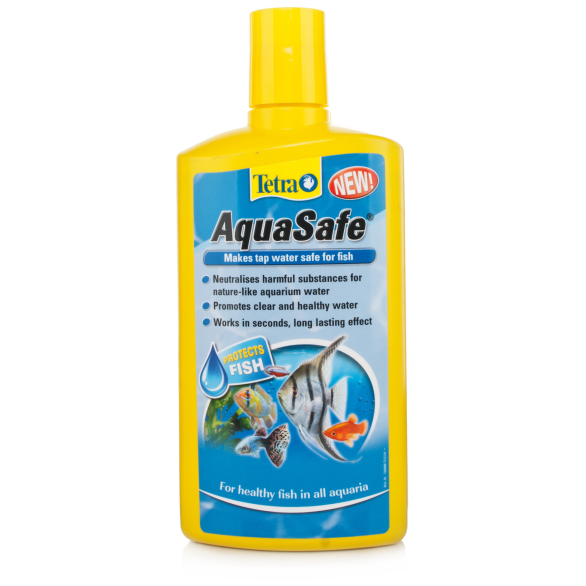 Tetra
NEW!
AquaSafe®
Makes tap water safe for fish
Neutralises harmful substances for
nature-like aquarium water
Promotes clear and healthy water
Works in seconds, long lasting effect
PROTECTS
FISH
For healthy fish in all aquaria